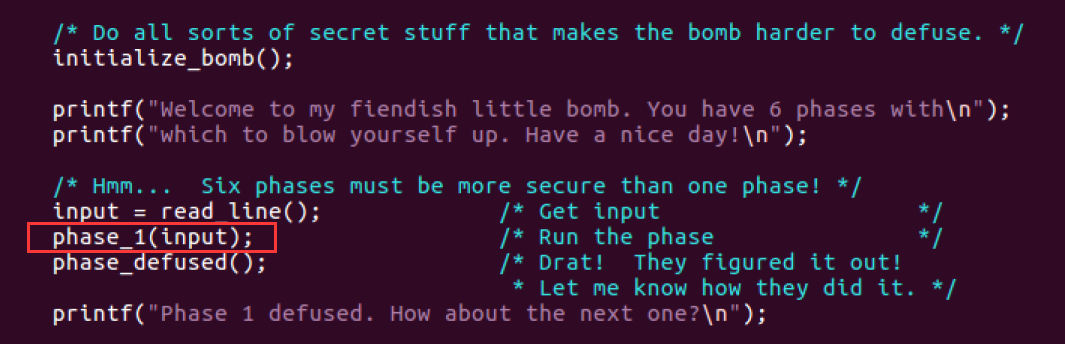 /* Do all sorts of secret stuff that makes the bomb harder to defuse. */
initialize_bomb();
printf("Welcome to my fiendish little bomb. You have 6 phases with\n");
printf("which to blow yourself up. Have a nice day!\n");
/* Hmm...  Six phases must be more secure than one phase! */
input = read_line();             /* Get input                   */
phase_1(input);                  /* Run the phase               */
phase_defused();                 /* Drat!  They figured it out!
                                  * Let me know how they did it. */
printf("Phase 1 defused. How about the next one?\n");